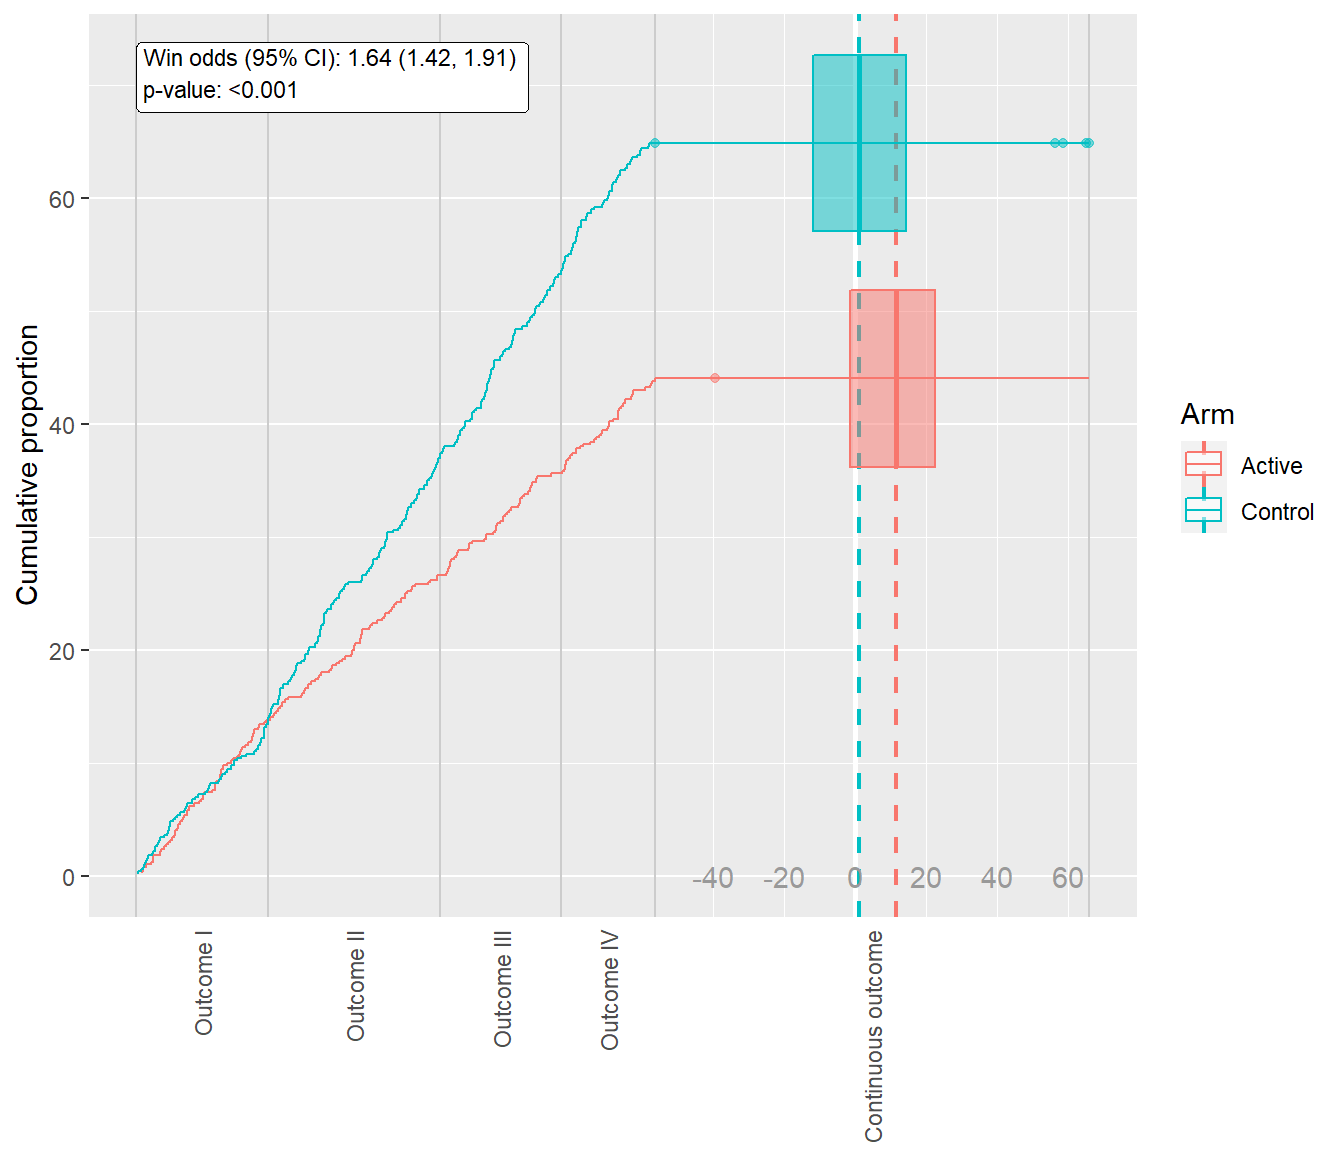 Win odds (95% CI): 1.64 (1.42, 1.91)
p-value: <0.001
Cumulative proportion
60
40
20
0
-40 -20 0 20 40 60
Outcome I
Outcome II
Outcome III
Outcome IV
Continuous outcome
Arm
Active
Control